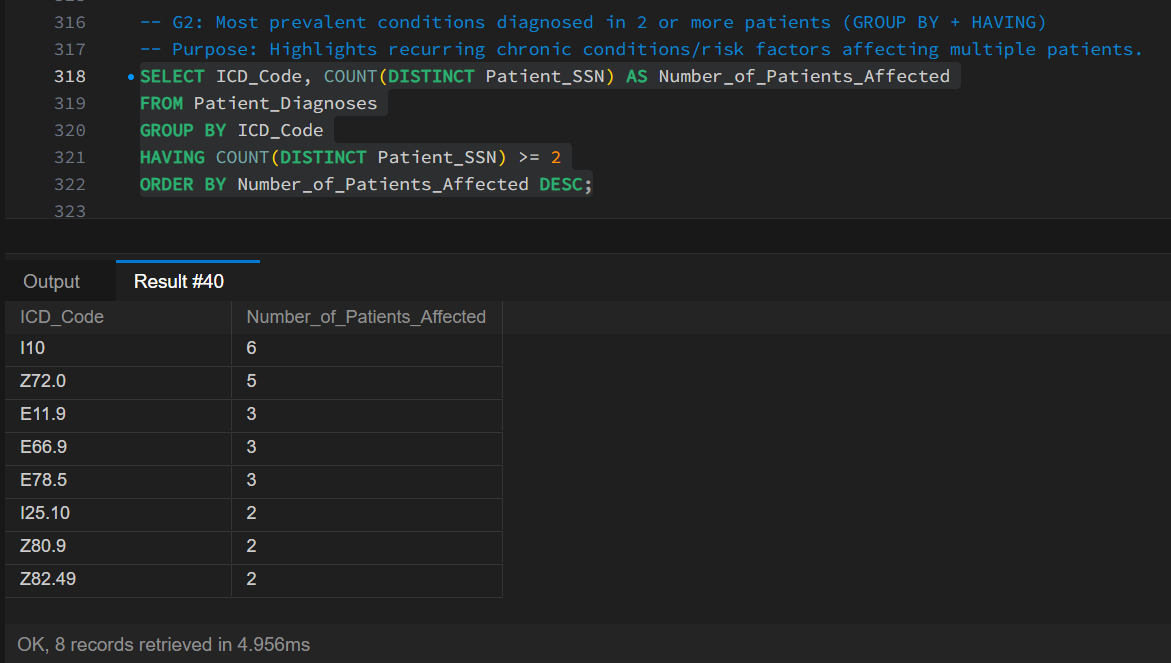 316 -- G2: Most prevalent conditions diagnosed in 2 or more patients (GROUP BY + HAVING)
317 -- Purpose: Highlights recurring chronic conditions/risk factors affecting multiple patients.
318 SELECT ICD_Code, COUNT(DISTINCT Patient_SSN) AS Number_of_Patients_Affected
319 FROM Patient_Diagnoses
320 GROUP BY ICD_Code
321 HAVING COUNT(DISTINCT Patient_SSN) >= 2
322 ORDER BY Number_of_Patients_Affected DESC;
323
Output Result #40
ICD_Code Number_of_Patients_Affected
I10 6
Z72.0 5
E11.9 3
E66.9 3
E78.5 3
I25.10 2
Z80.9 2
Z82.49 2
OK, 8 records retrieved in 4.956ms